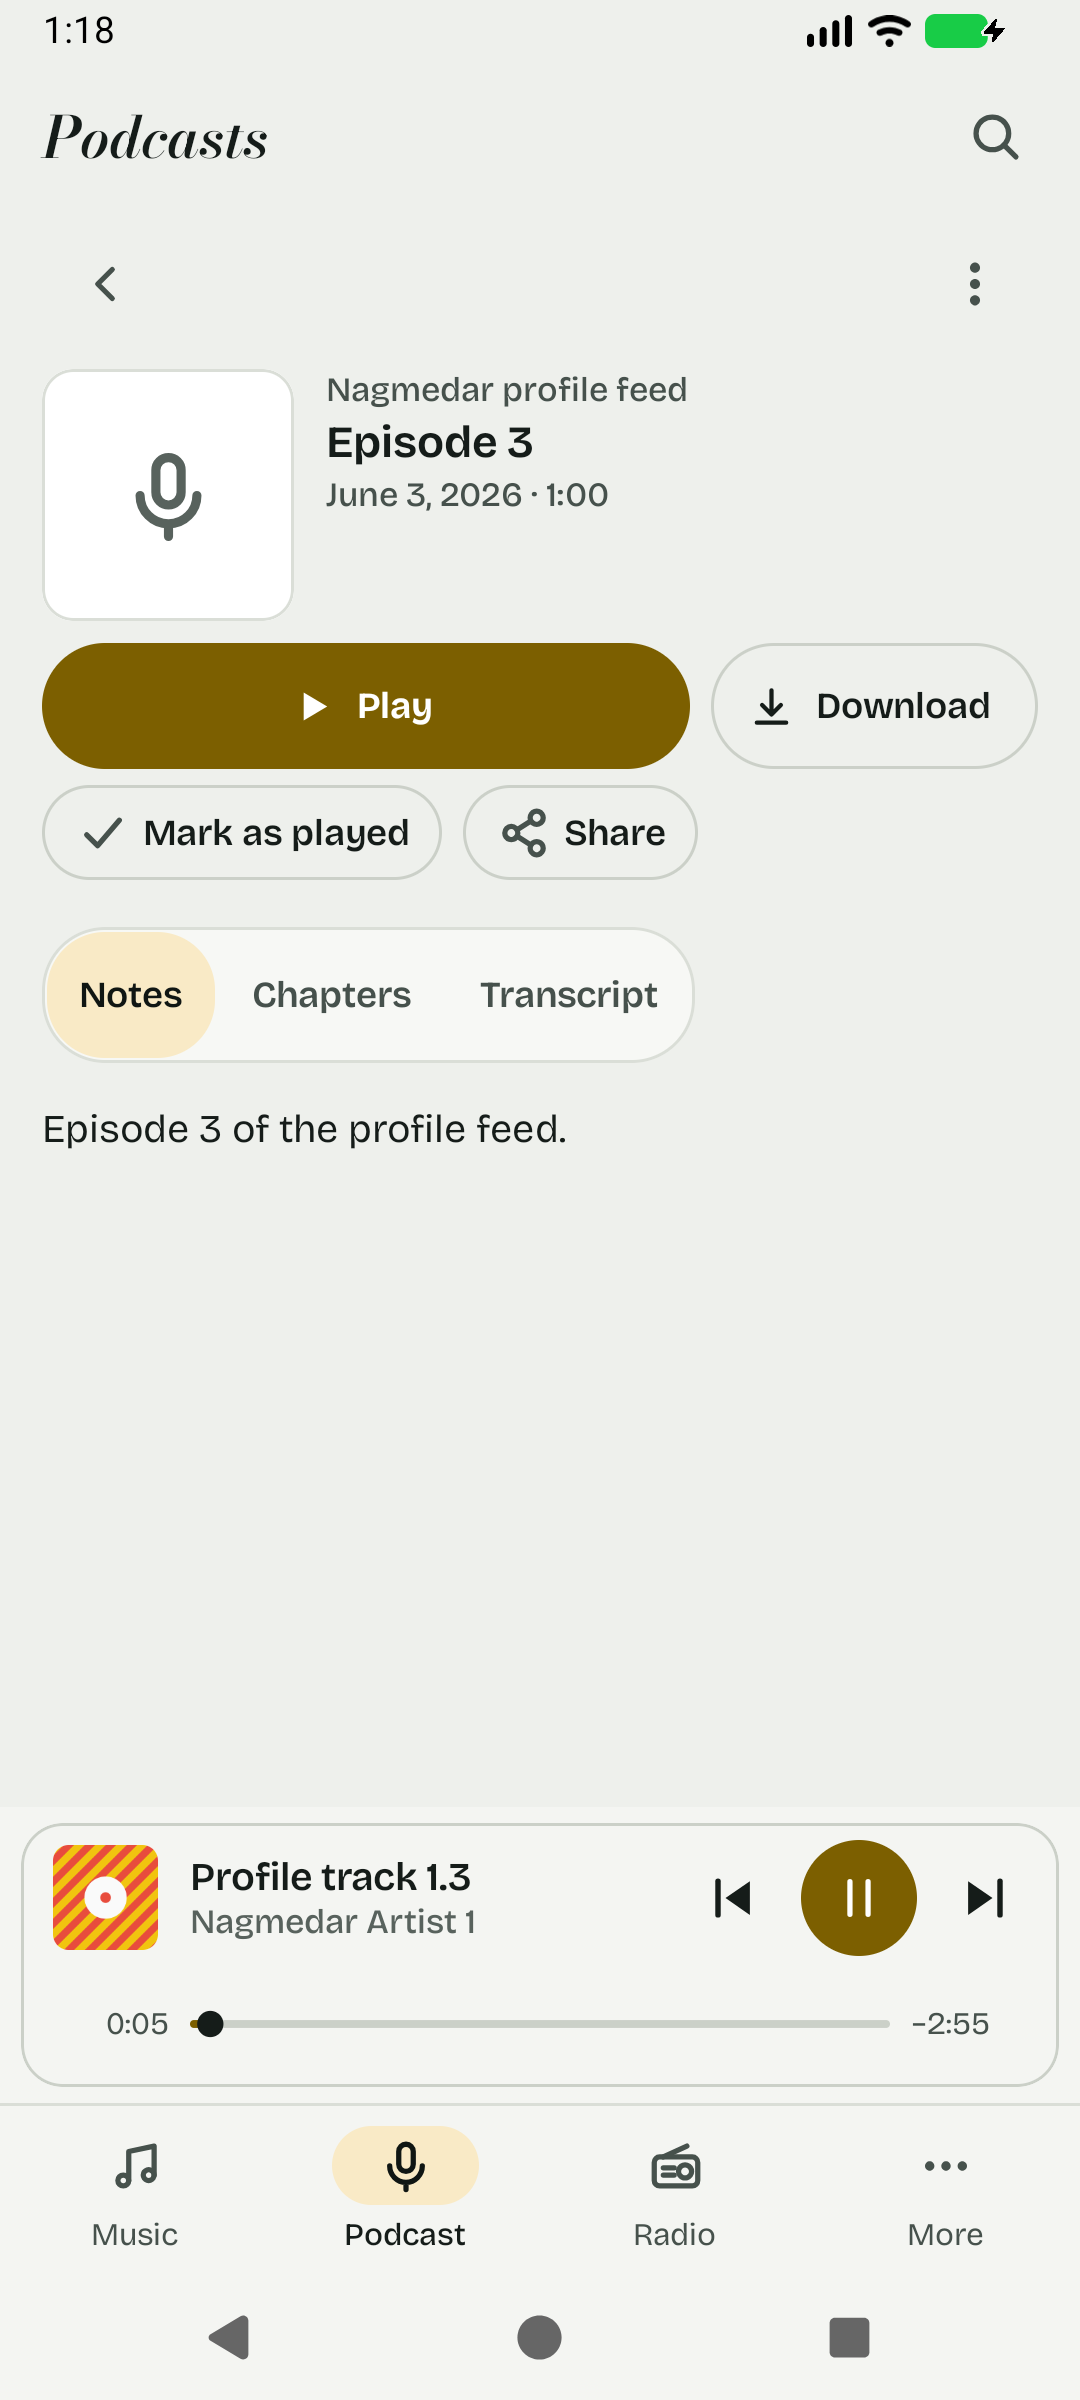 1:18
Podcasts
Nagmedar profile feed
Episode 3
June 3, 2026 · 1:00
Play
Download
Mark as played
Share
Notes
Chapters
Transcript
Episode 3 of the profile feed.
Profile track 1.3
Nagmedar Artist 1
0:05
-2:55
Music
Podcast
Radio
More